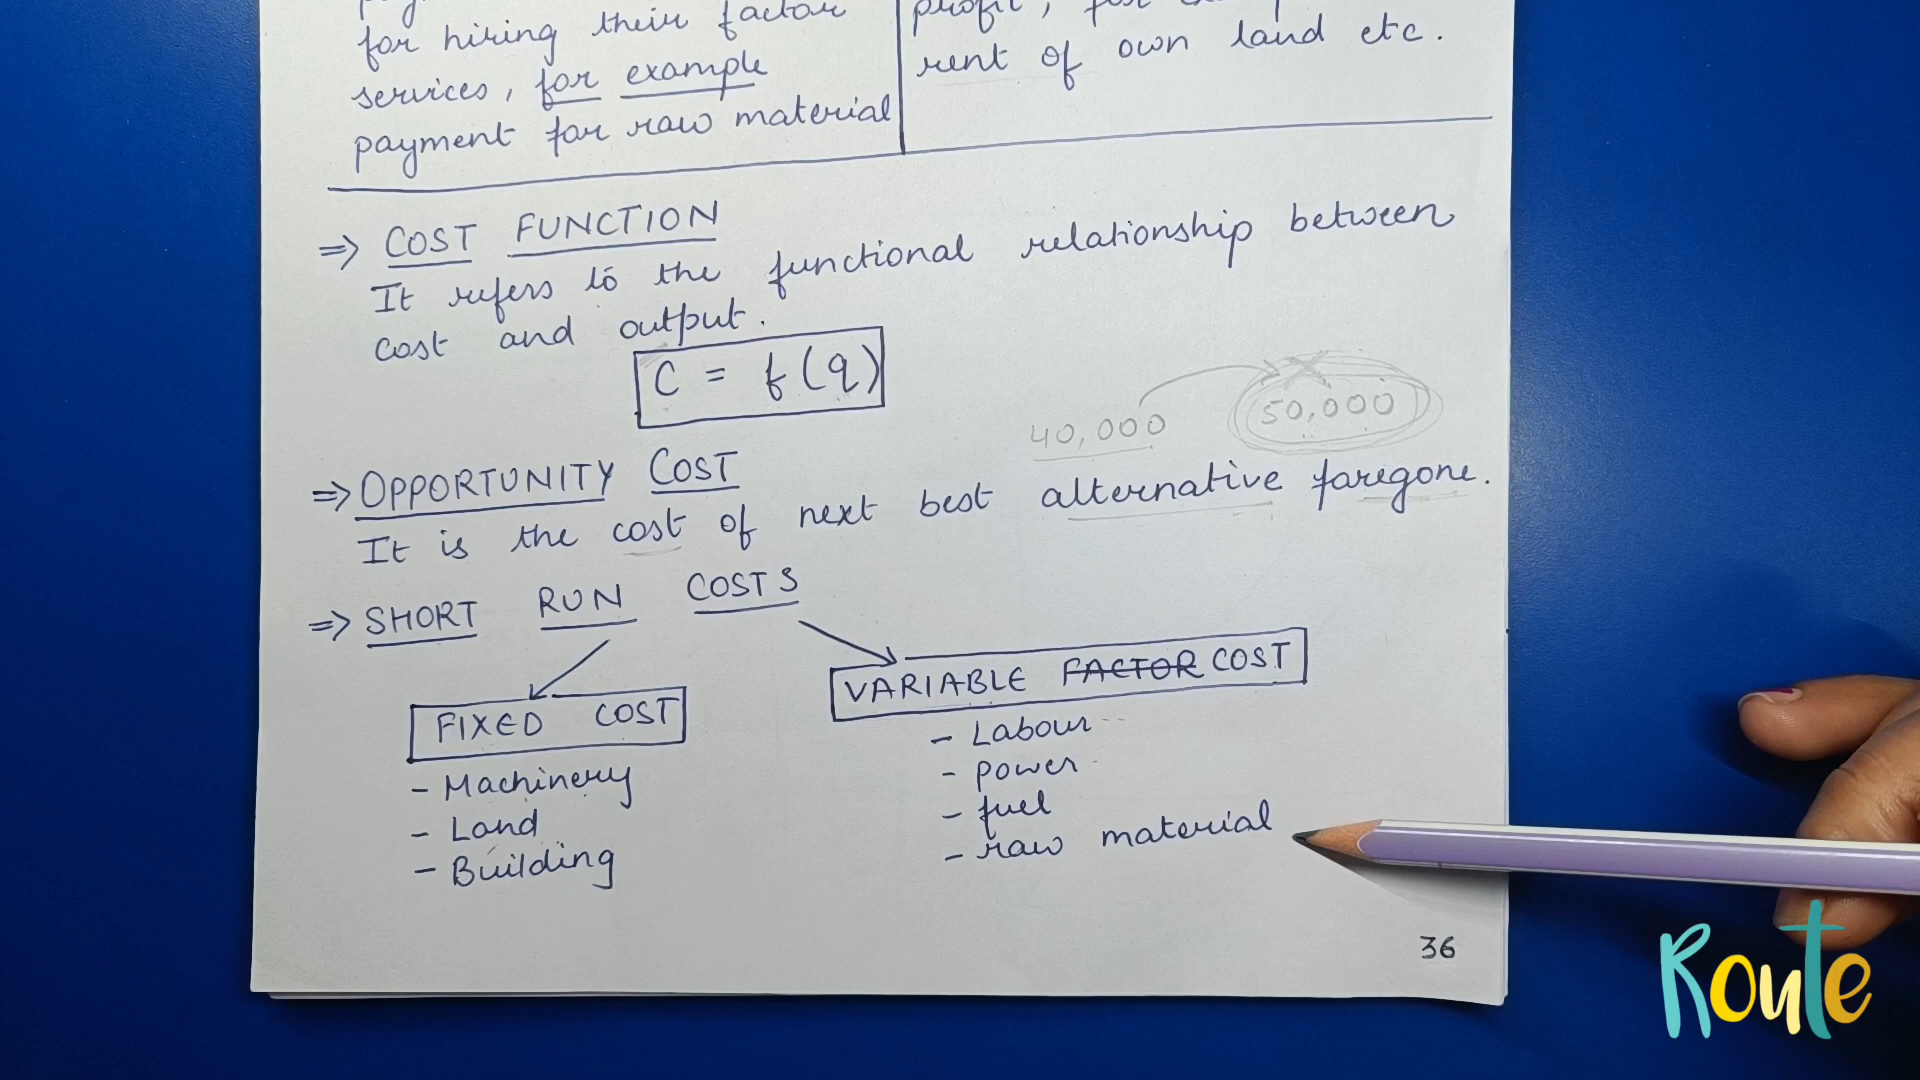 for hiring their factor
services, for example
payment for raw material
rent of own land etc.
⇒ COST FUNCTION
It refers to the functional relationship between
cost and output.
C = f(q)
40,000 50,000
⇒ OPPORTUNITY COST
It is the cost of next best alternative foregone.
⇒ SHORT RUN COSTS
FIXED COST
- Machinery
- Land
- Building
VARIABLE FACTOR COST
- Labour
- power
- fuel
- raw material
36
Route